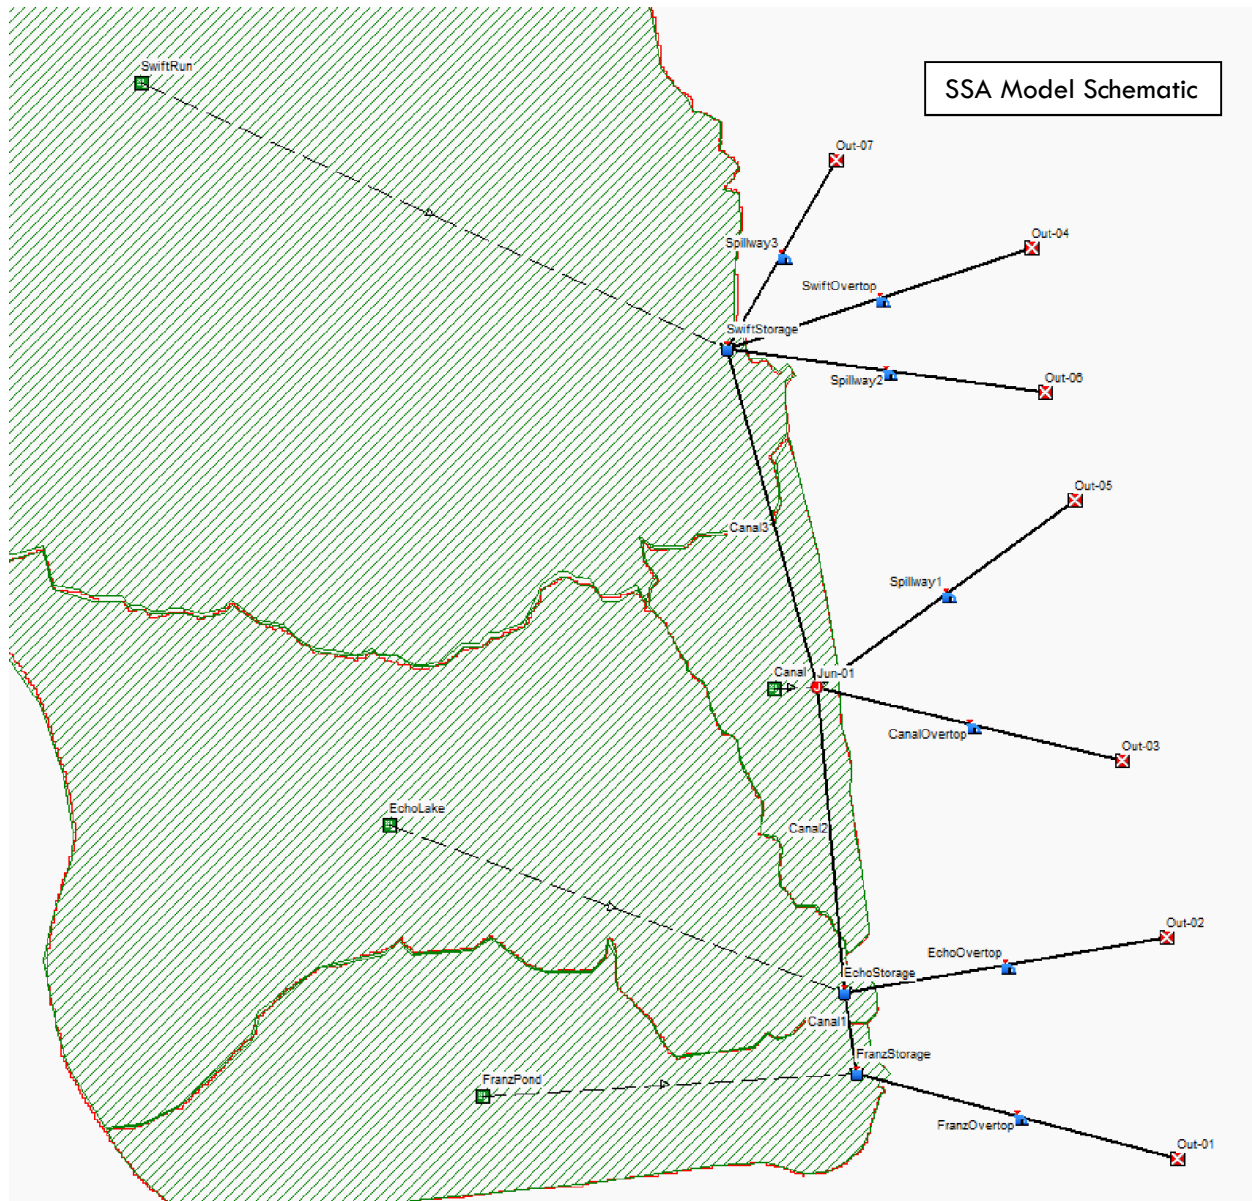 SwiftRun
SSA Model Schematic
Out-07
Spillway3
Out-04
SwiftOvertop
SwiftStorage
Spillway2
Out-06
Out-05
Canal3
Spillway1
Canal
Jun-01
CanalOvertop
Out-03
EchoLake
Canal2
Out-02
EchoOvertop
EchoStorage
Canal1
FranzStorage
FranzPond
FranzOvertop
Out-01